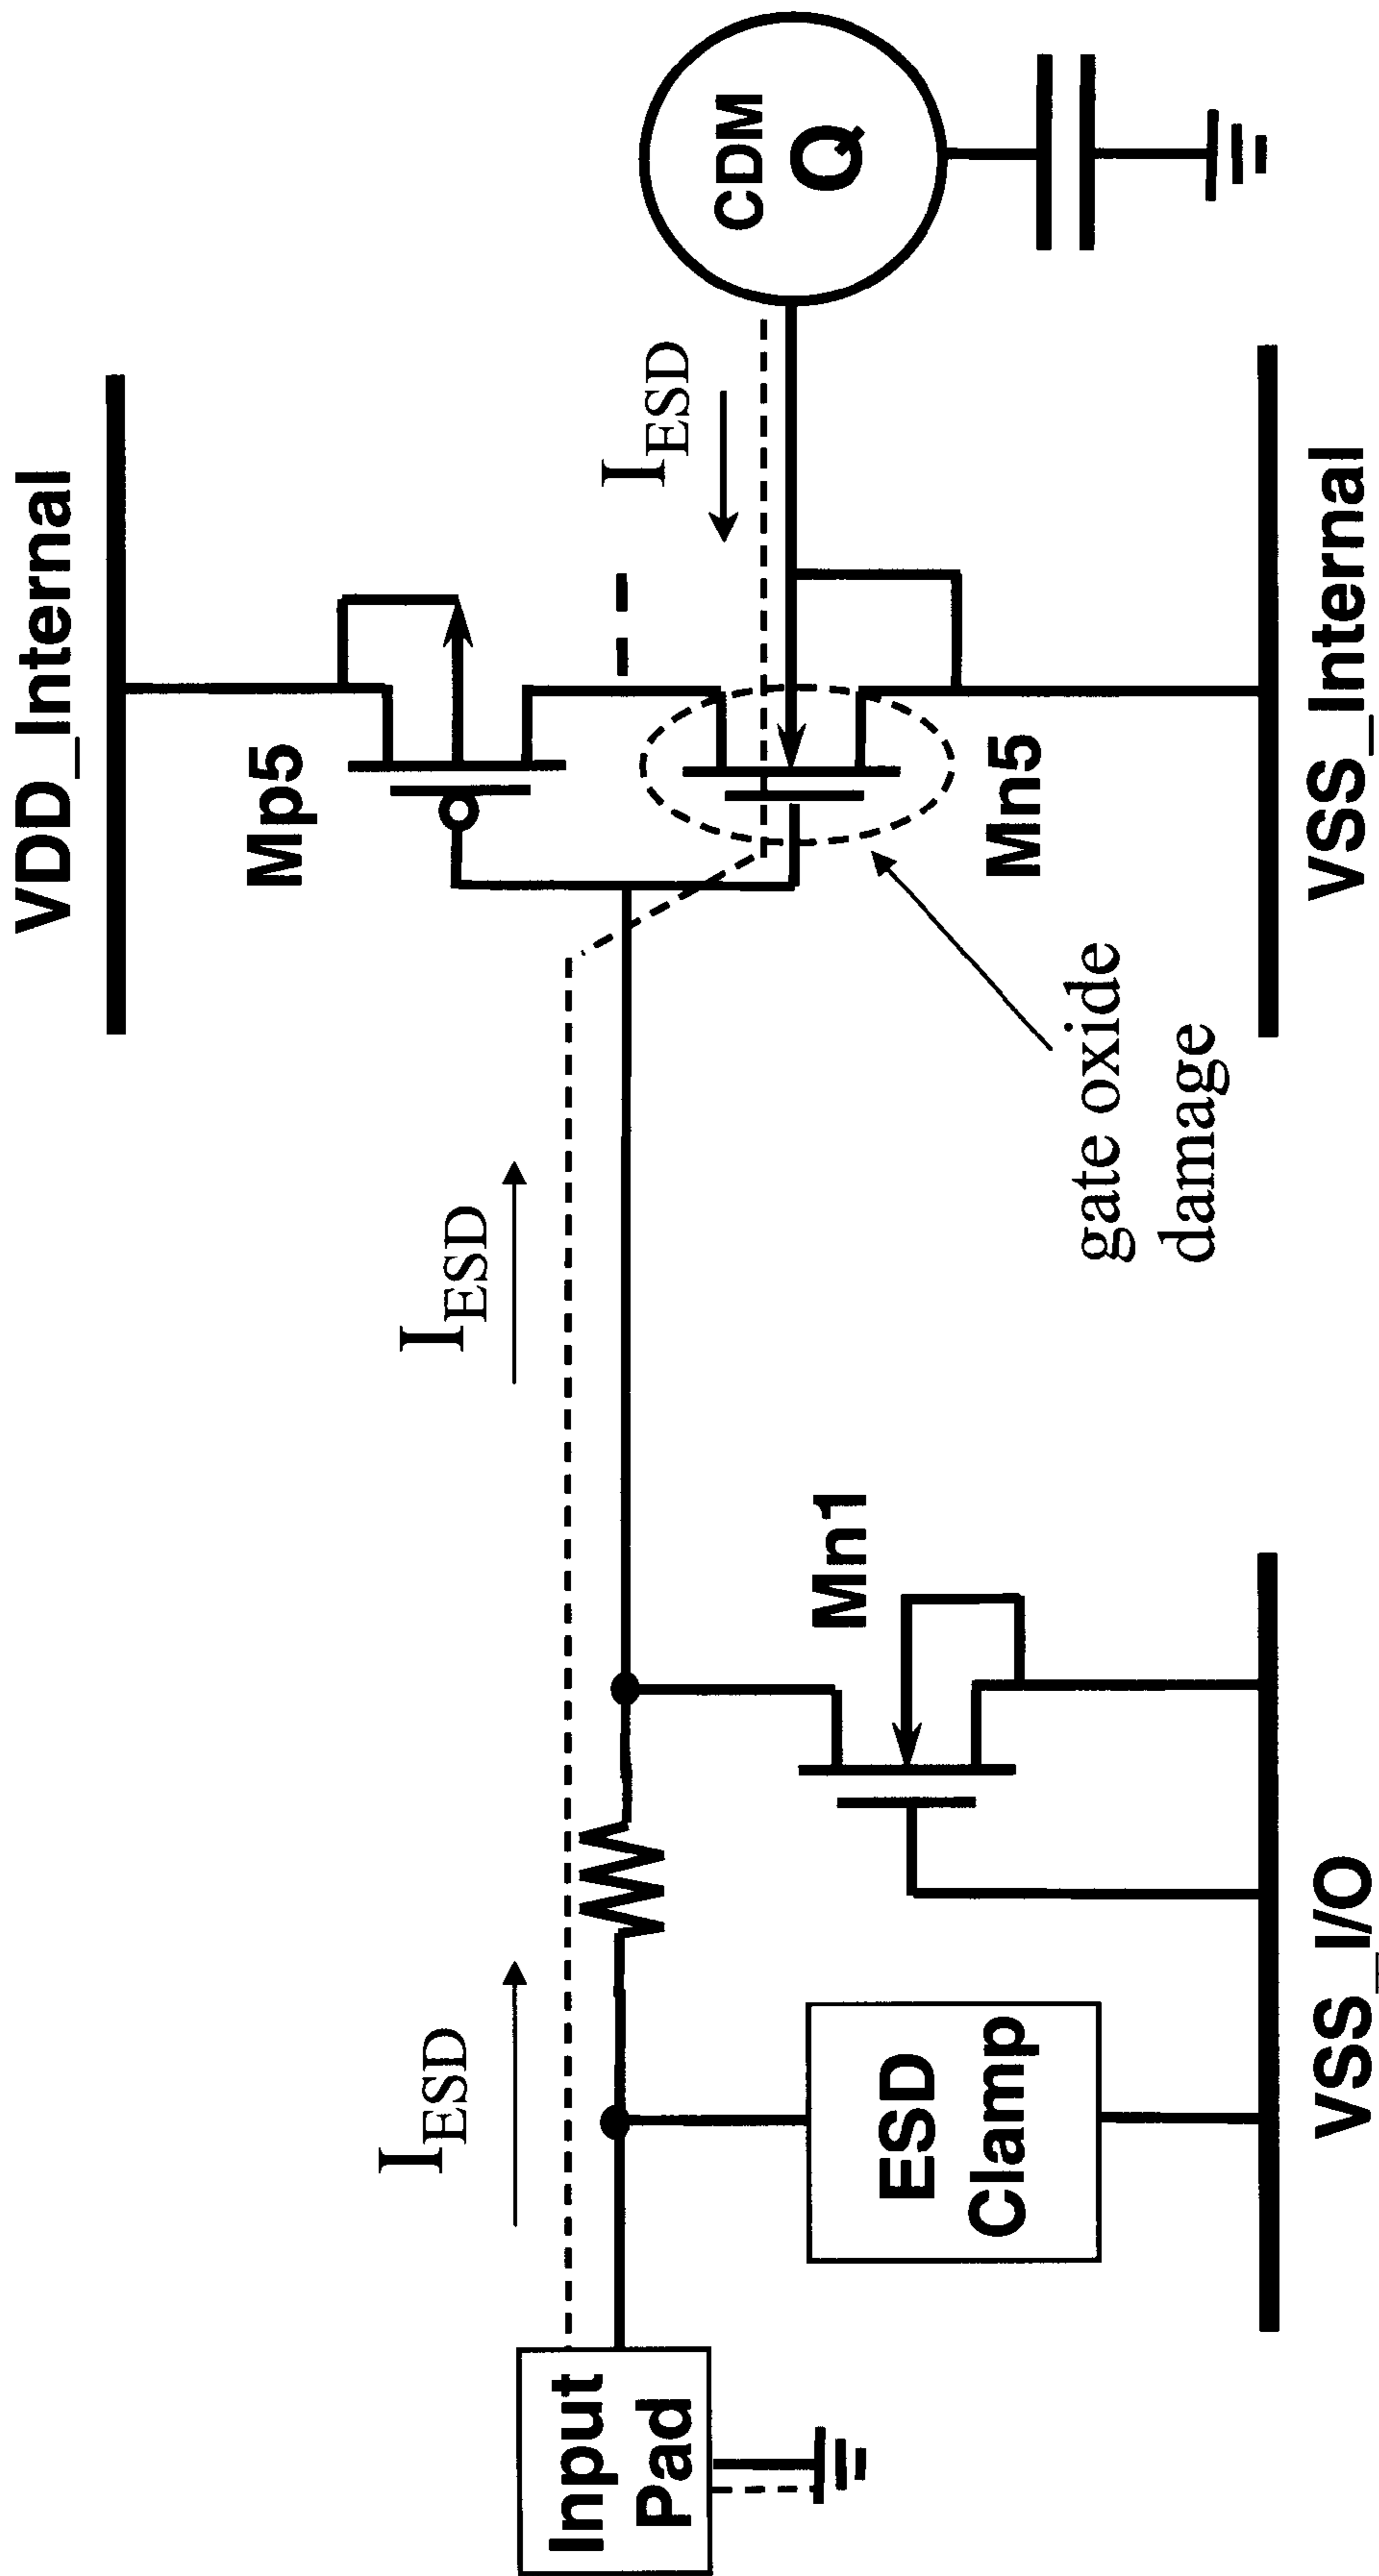 VDD_Internal
Mp5
I_ESD
CDM
Q
I_ESD
I_ESD
Input
Pad
ESD
Clamp
Mn1
Mn5
gate oxide
damage
VSS_I/O
VSS_Internal